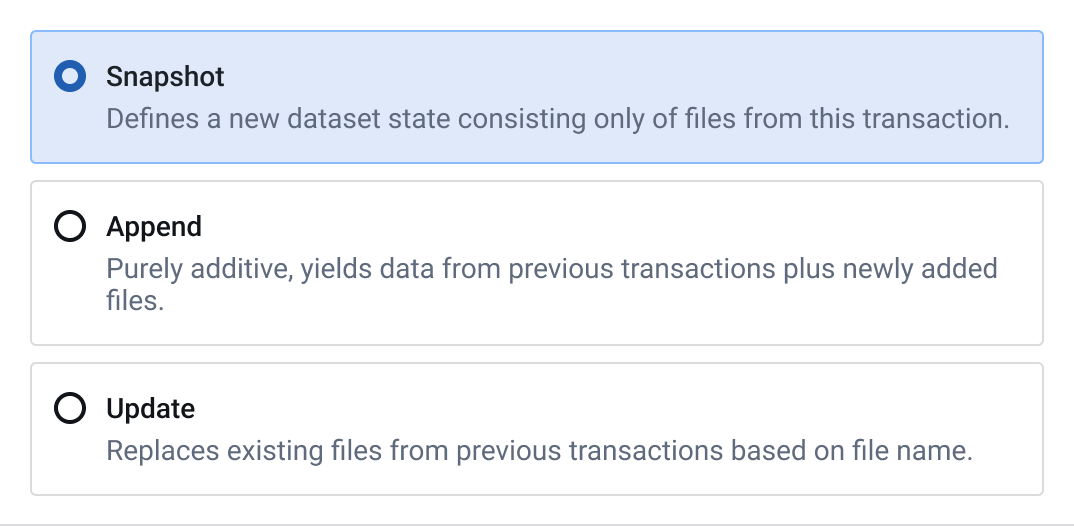 Snapshot
Defines a new dataset state consisting only of files from this transaction.
Append
Purely additive, yields data from previous transactions plus newly added
files.
Update
Replaces existing files from previous transactions based on file name.